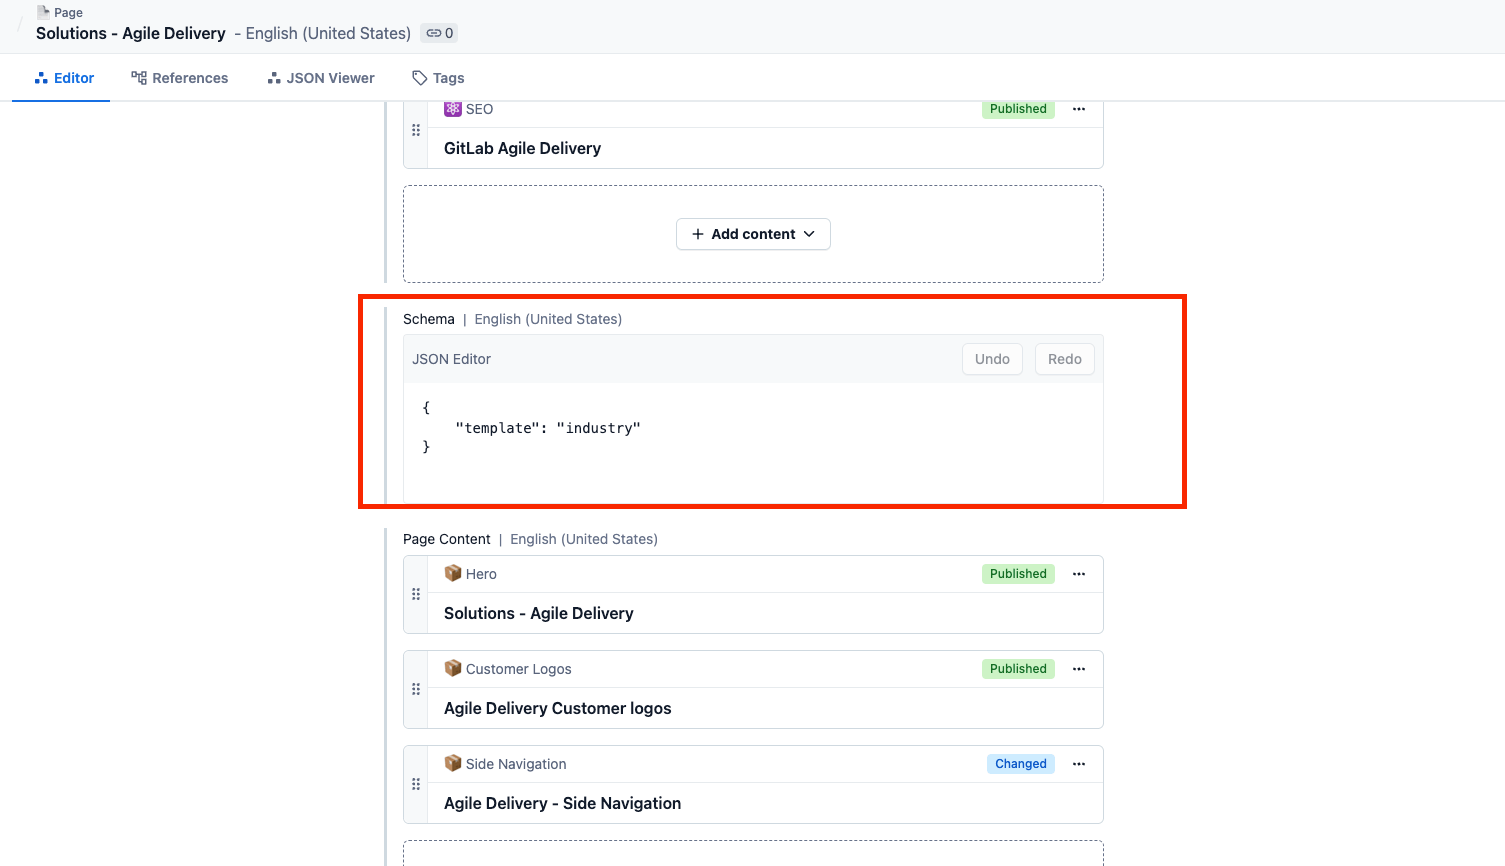 Page
Solutions - Agile Delivery - English (United States) 0
Editor References JSON Viewer Tags
SEO Published
GitLab Agile Delivery
+ Add content
Schema | English (United States)
JSON Editor Undo Redo
{
"template": "industry"
}
Page Content | English (United States)
Hero Published
Solutions - Agile Delivery
Customer Logos Published
Agile Delivery Customer logos
Side Navigation Changed
Agile Delivery - Side Navigation